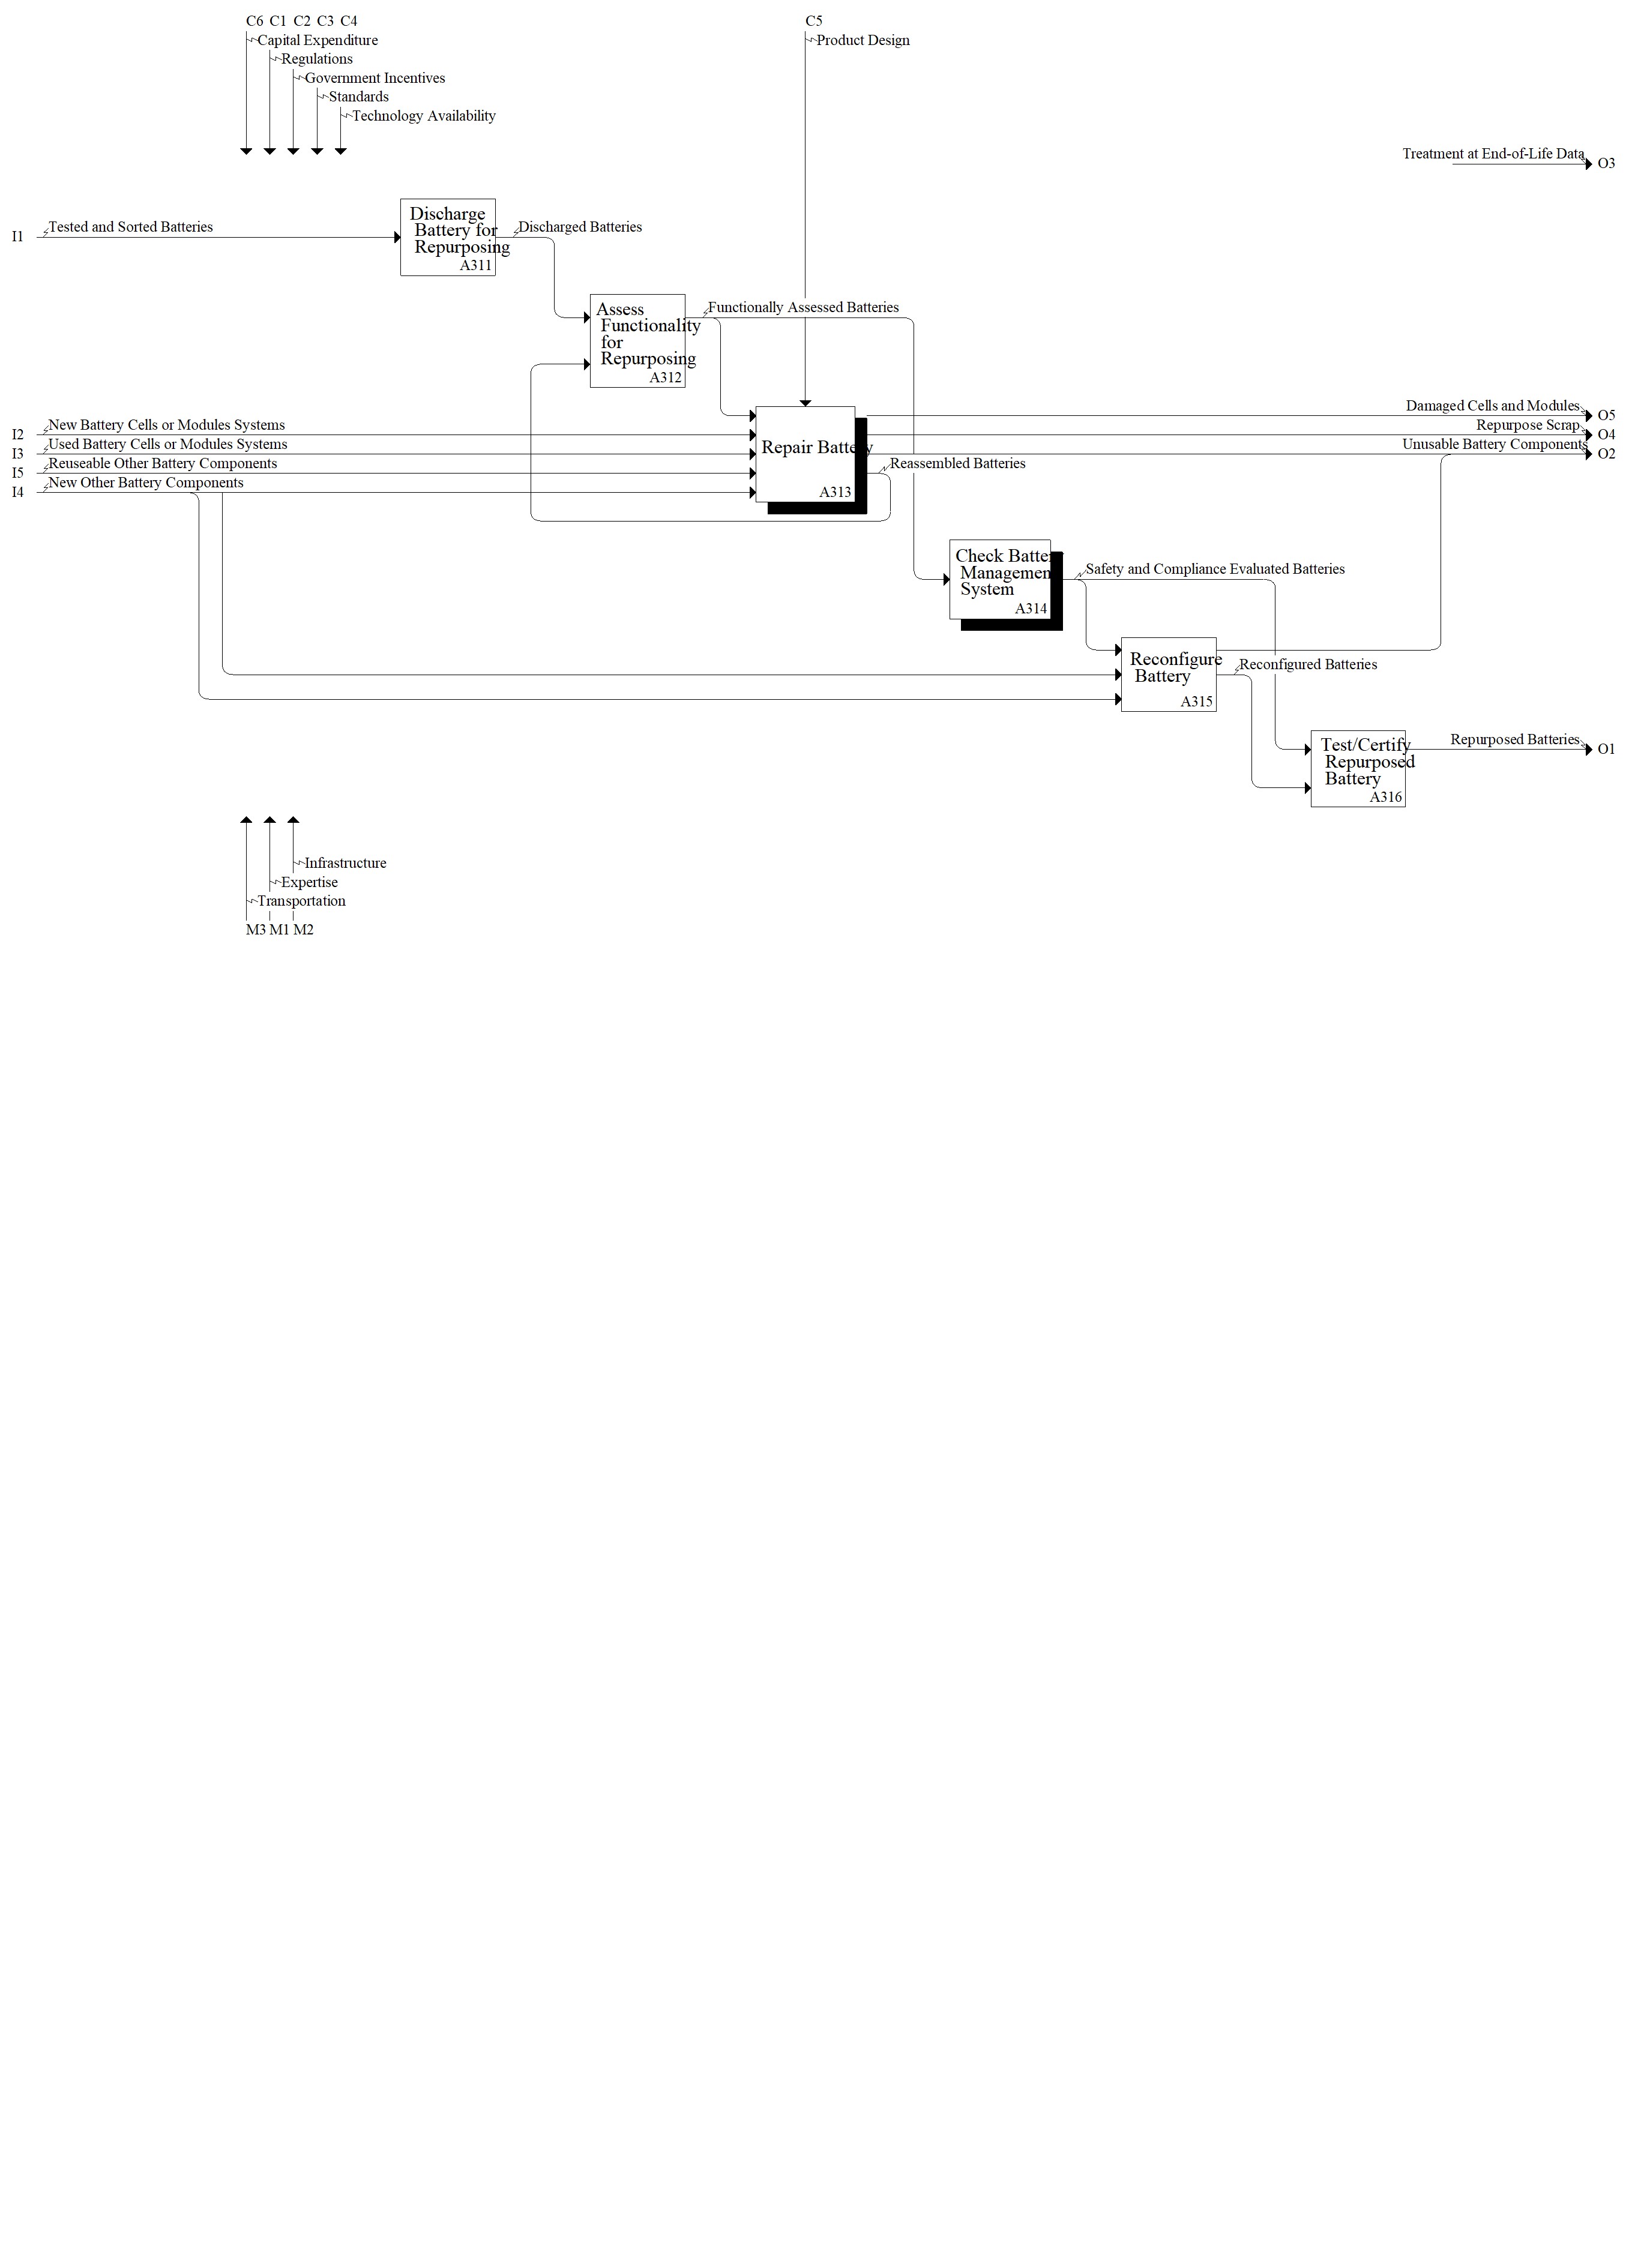 C6 C1 C2 C3 C4 C5
Capital Expenditure
Product Design
Regulations
Government Incentives
Standards
Technology Availability
Treatment at End-of-Life Data
O3
I1
Tested and Sorted Batteries
Discharge
Battery for
Repurposing
A311
Discharged Batteries
Assess
Functionality
for
Repurposing
A312
Functionally Assessed Batteries
I2
New Battery Cells or Modules Systems
I3
Used Battery Cells or Modules Systems
I5
Reuseable Other Battery Components
I4
New Other Battery Components
Repair Battery
A313
Damaged Cells and Modules
O5
Repurpose Scrap
O4
Unusable Battery Components
O2
Reassembled Batteries
Check Batte
Managemen
System
A314
Safety and Compliance Evaluated Batteries
Reconfigure
Battery
A315
Reconfigured Batteries
Test/Certify
Repurposed
Battery
A316
Repurposed Batteries
O1
Infrastructure
Expertise
Transportation
M3 M1 M2